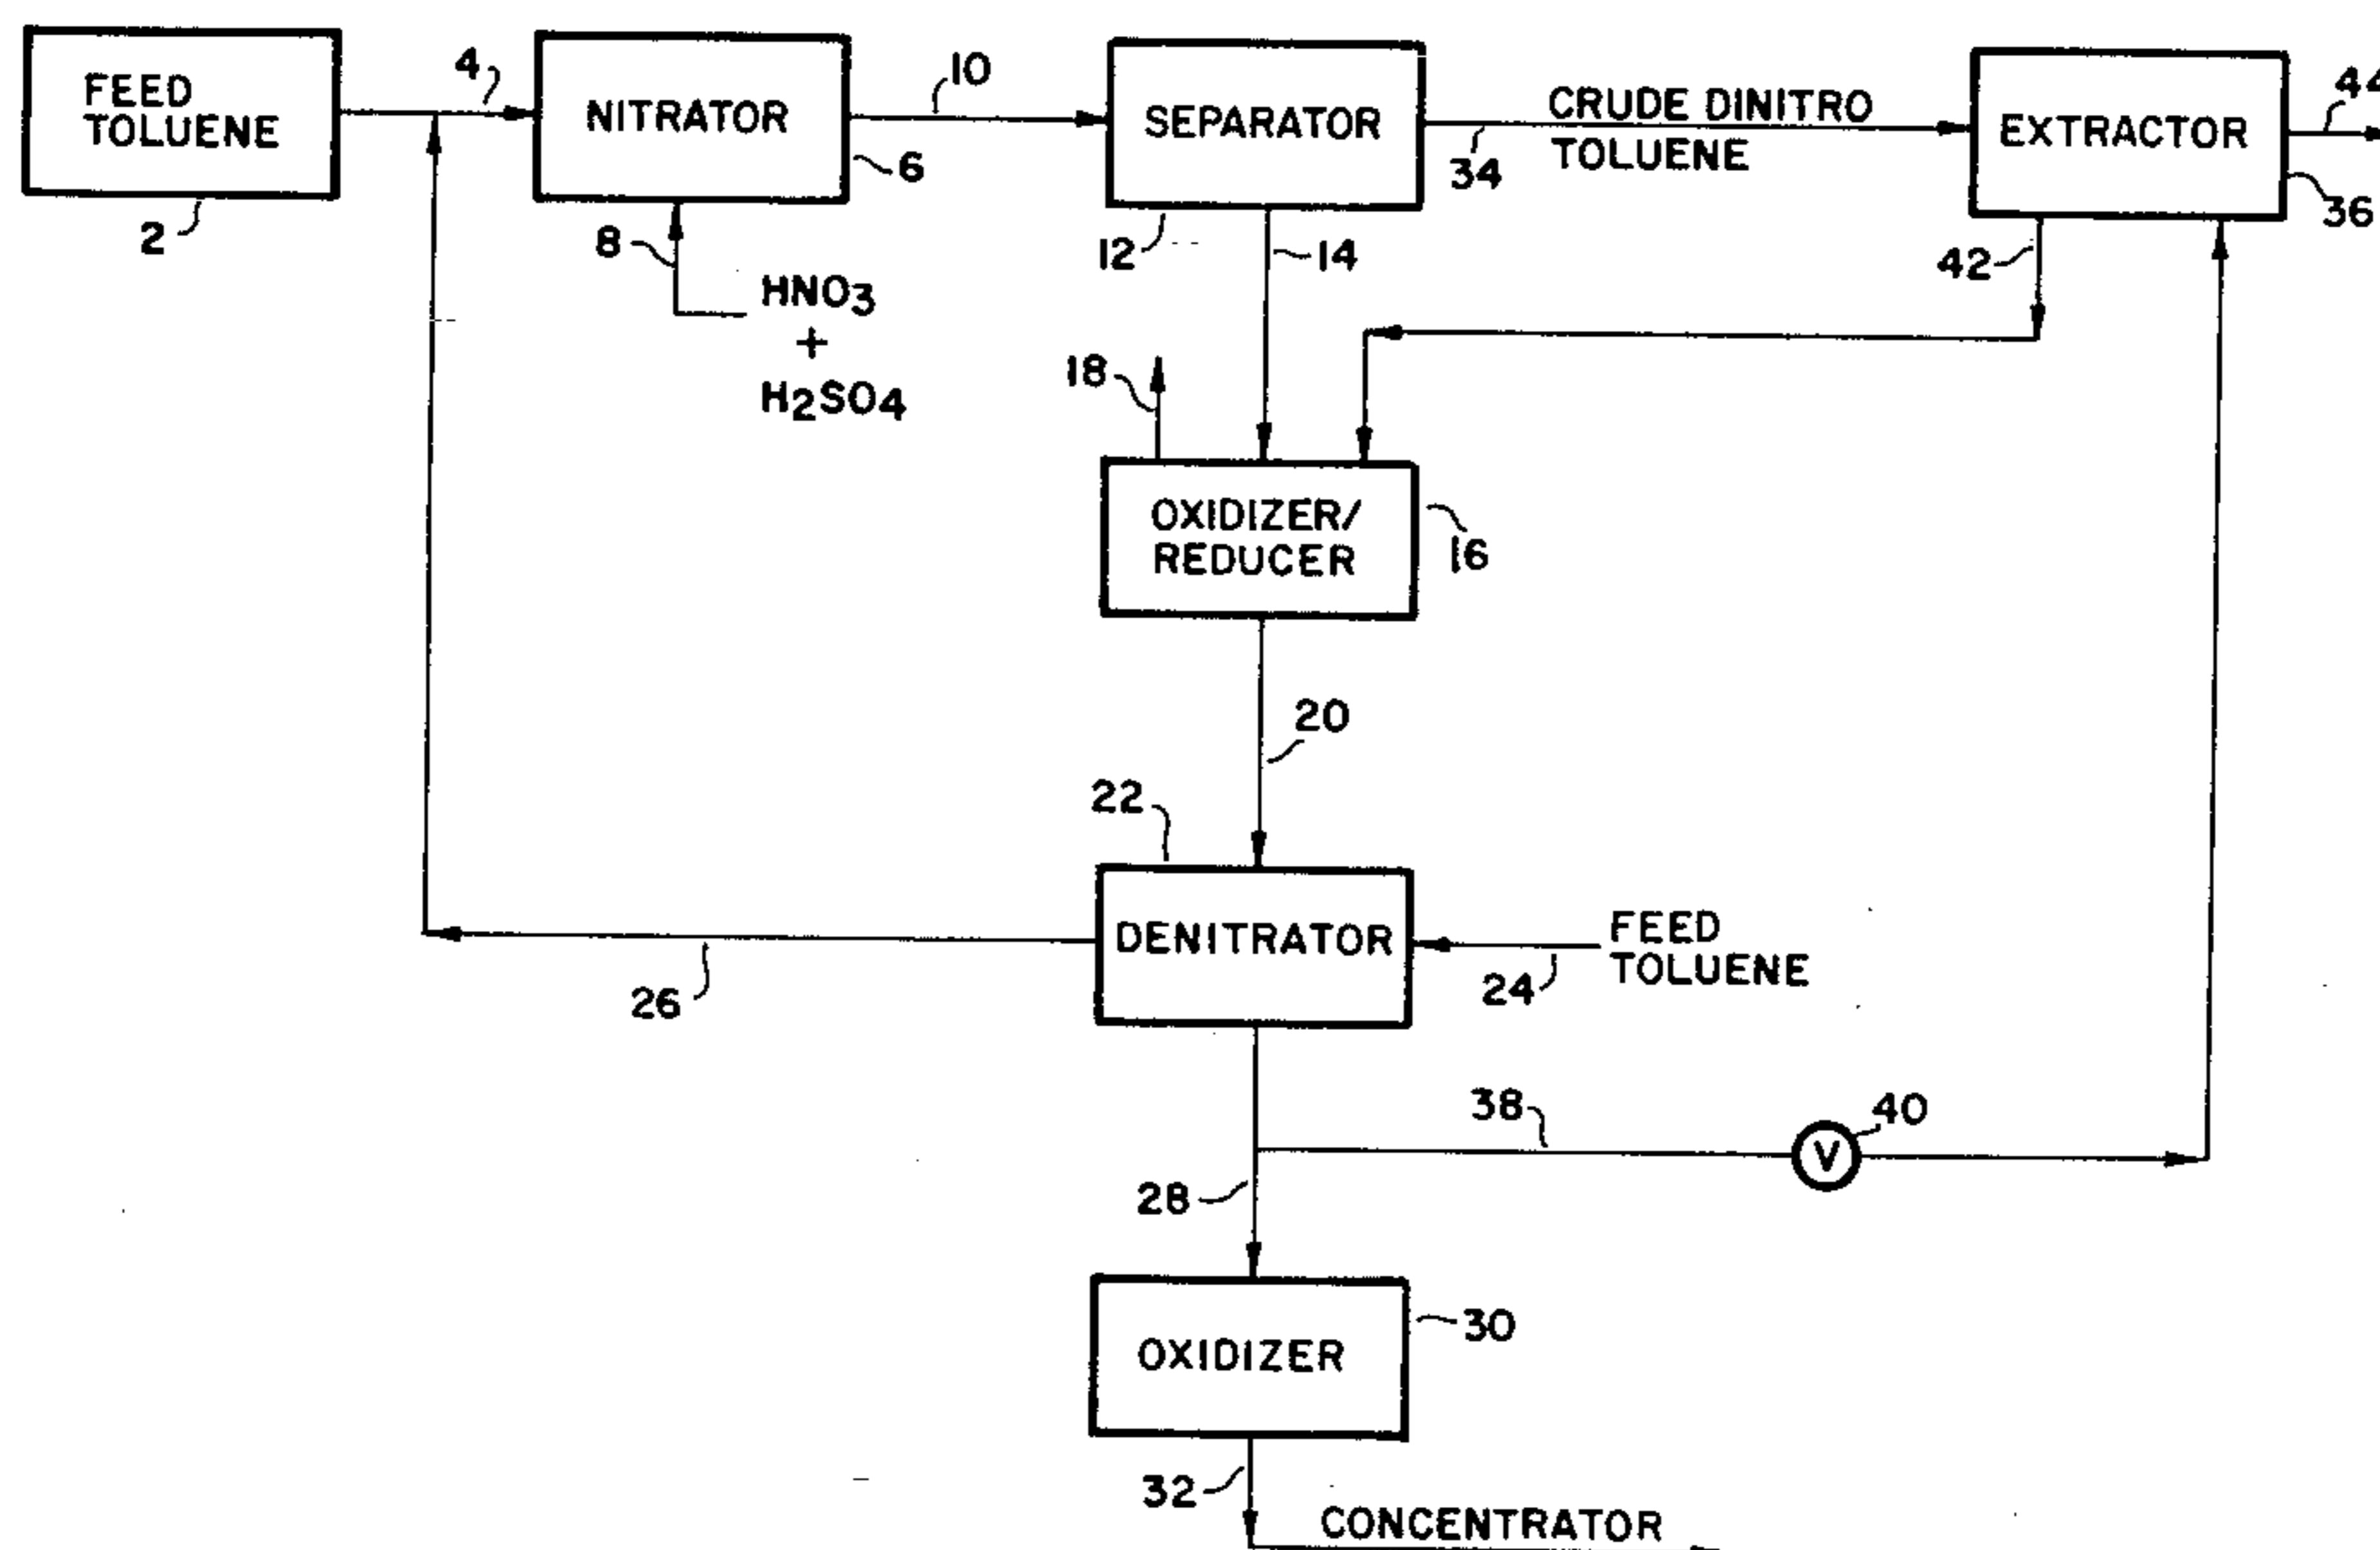 FEED
TOLUENE
2
4
NITRATOR
6
8
HNO3
+
H2SO4
10
SEPARATOR
12
14
CRUDE DINITRO
TOLUENE
34
EXTRACTOR
44
36
42
18
OXIDIZER/
REDUCER
16
20
22
DENITRATOR
FEED
TOLUENE
24
26
38
40
V
28
OXIDIZER
30
32
CONCENTRATOR